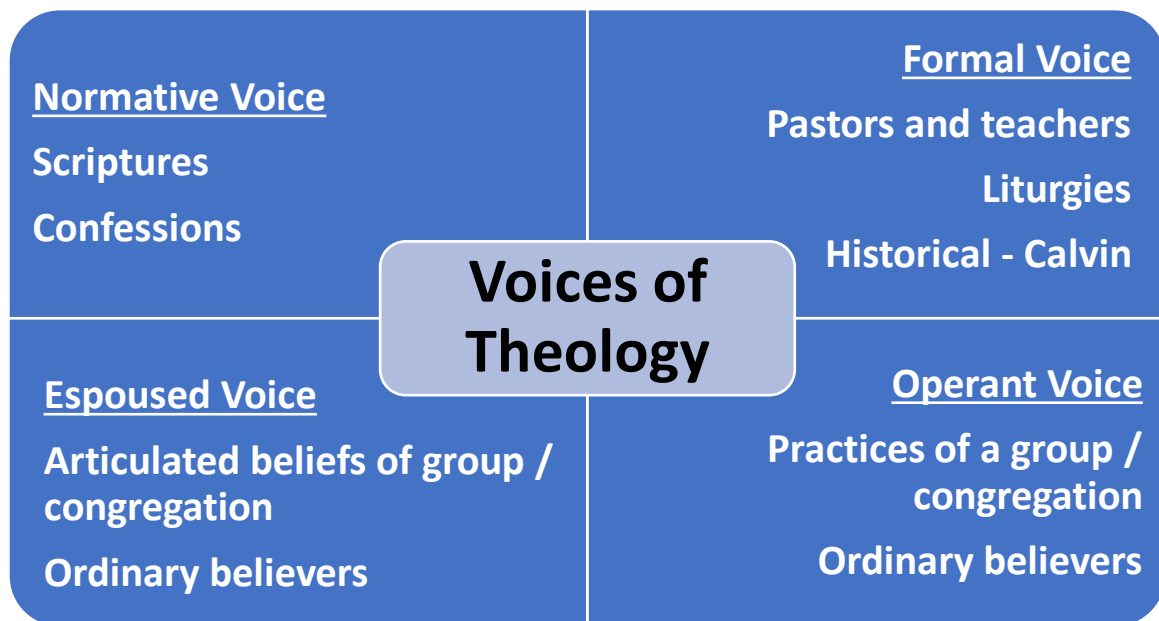 Normative Voice
Scriptures
Confessions
Formal Voice
Pastors and teachers
Liturgies
Historical - Calvin
Voices of
Theology
Espoused Voice
Articulated beliefs of group /
congregation
Ordinary believers
Operant Voice
Practices of a group /
congregation
Ordinary believers